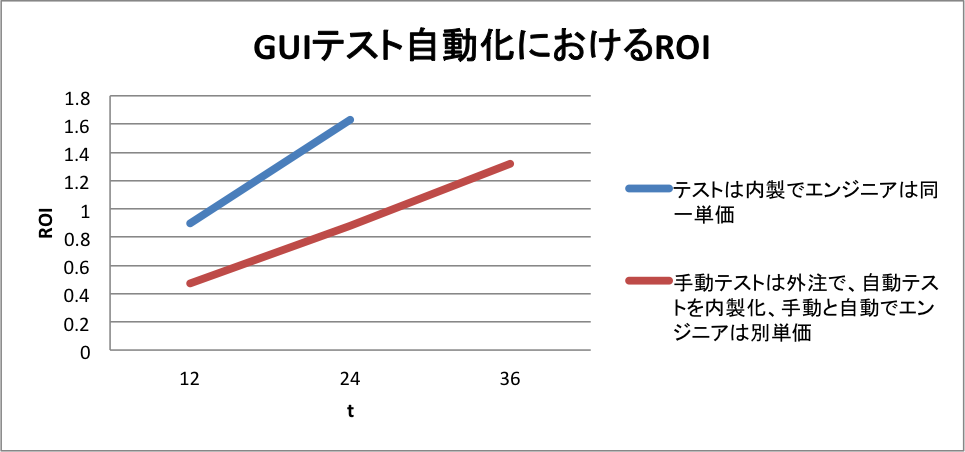 GUIテスト自動化におけるROI
1.8
1.6
1.4
1.2
1
0.8
0.6
0.4
0.2
0
ROI
12
24
36
t
テストは内製でエンジニアは同
一単価
手動テストは外注で、自動テス
トを内製化、手動と自動でエン
ジニアは別単価